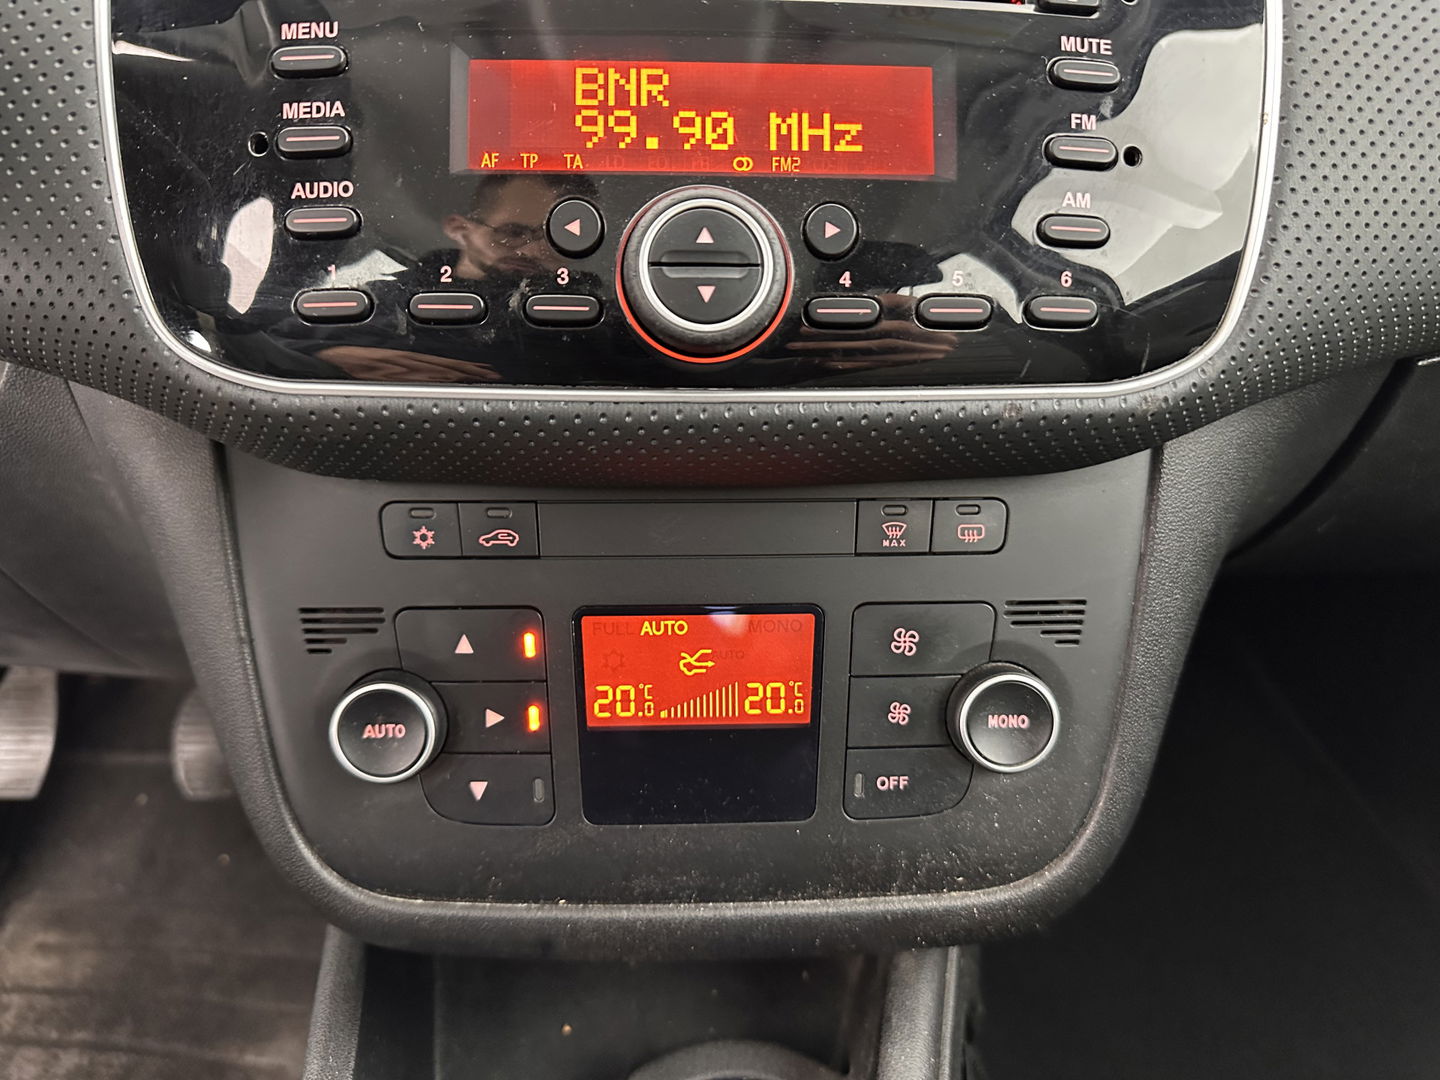 MENU
MEDIA
AUDIO
BNR
99.90 MHz
AF TP TA FM2
MUTE
FM
AM
1 2 3 4 5 6
MAX
FULL AUTO MONO
AUTO
20.0°C 20.0°C
AUTO
MONO
OFF